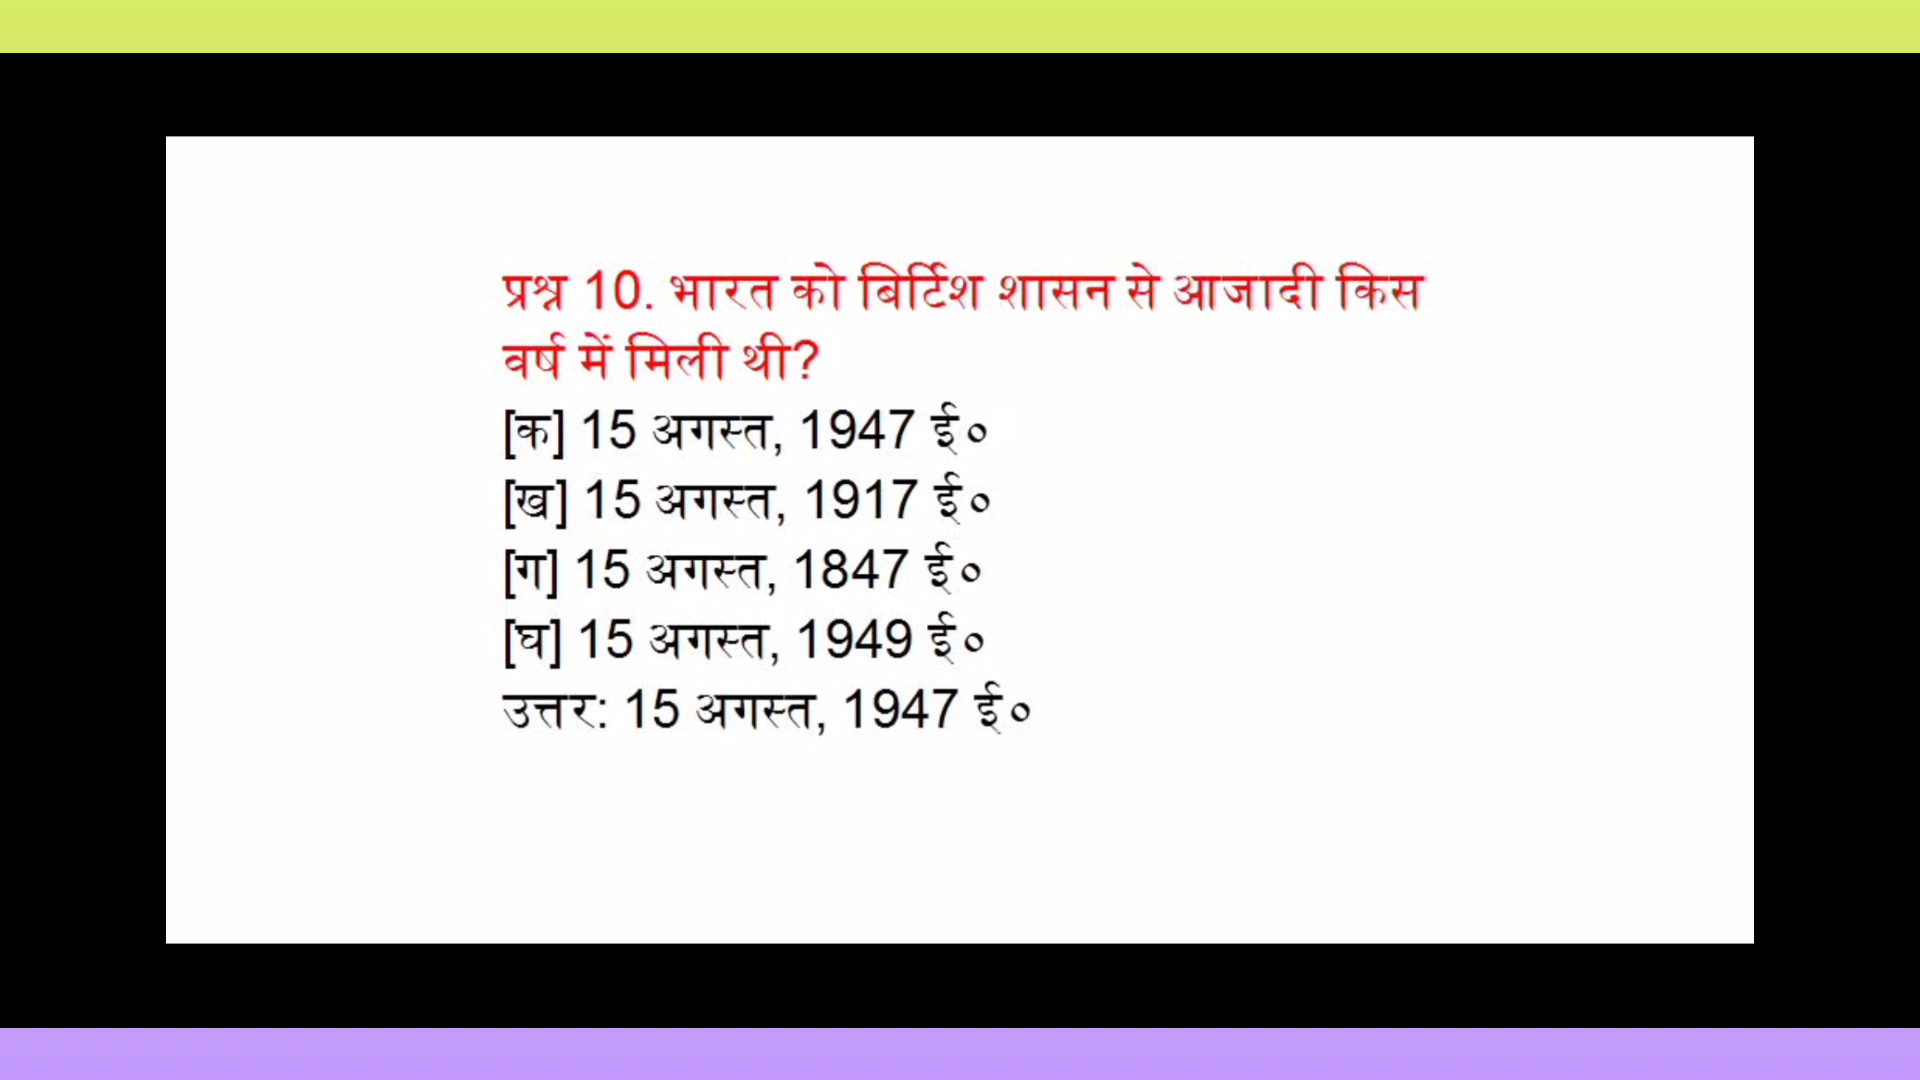 प्रश्न 10. भारत को बिर्टिश शासन से आजादी किस
वर्ष में मिली थी?
[क] 15 अगस्त, 1947 ई०
[ख] 15 अगस्त, 1917 ई०
[ग] 15 अगस्त, 1847 ई०
[घ] 15 अगस्त, 1949 ई०
उत्तर: 15 अगस्त, 1947 ई०